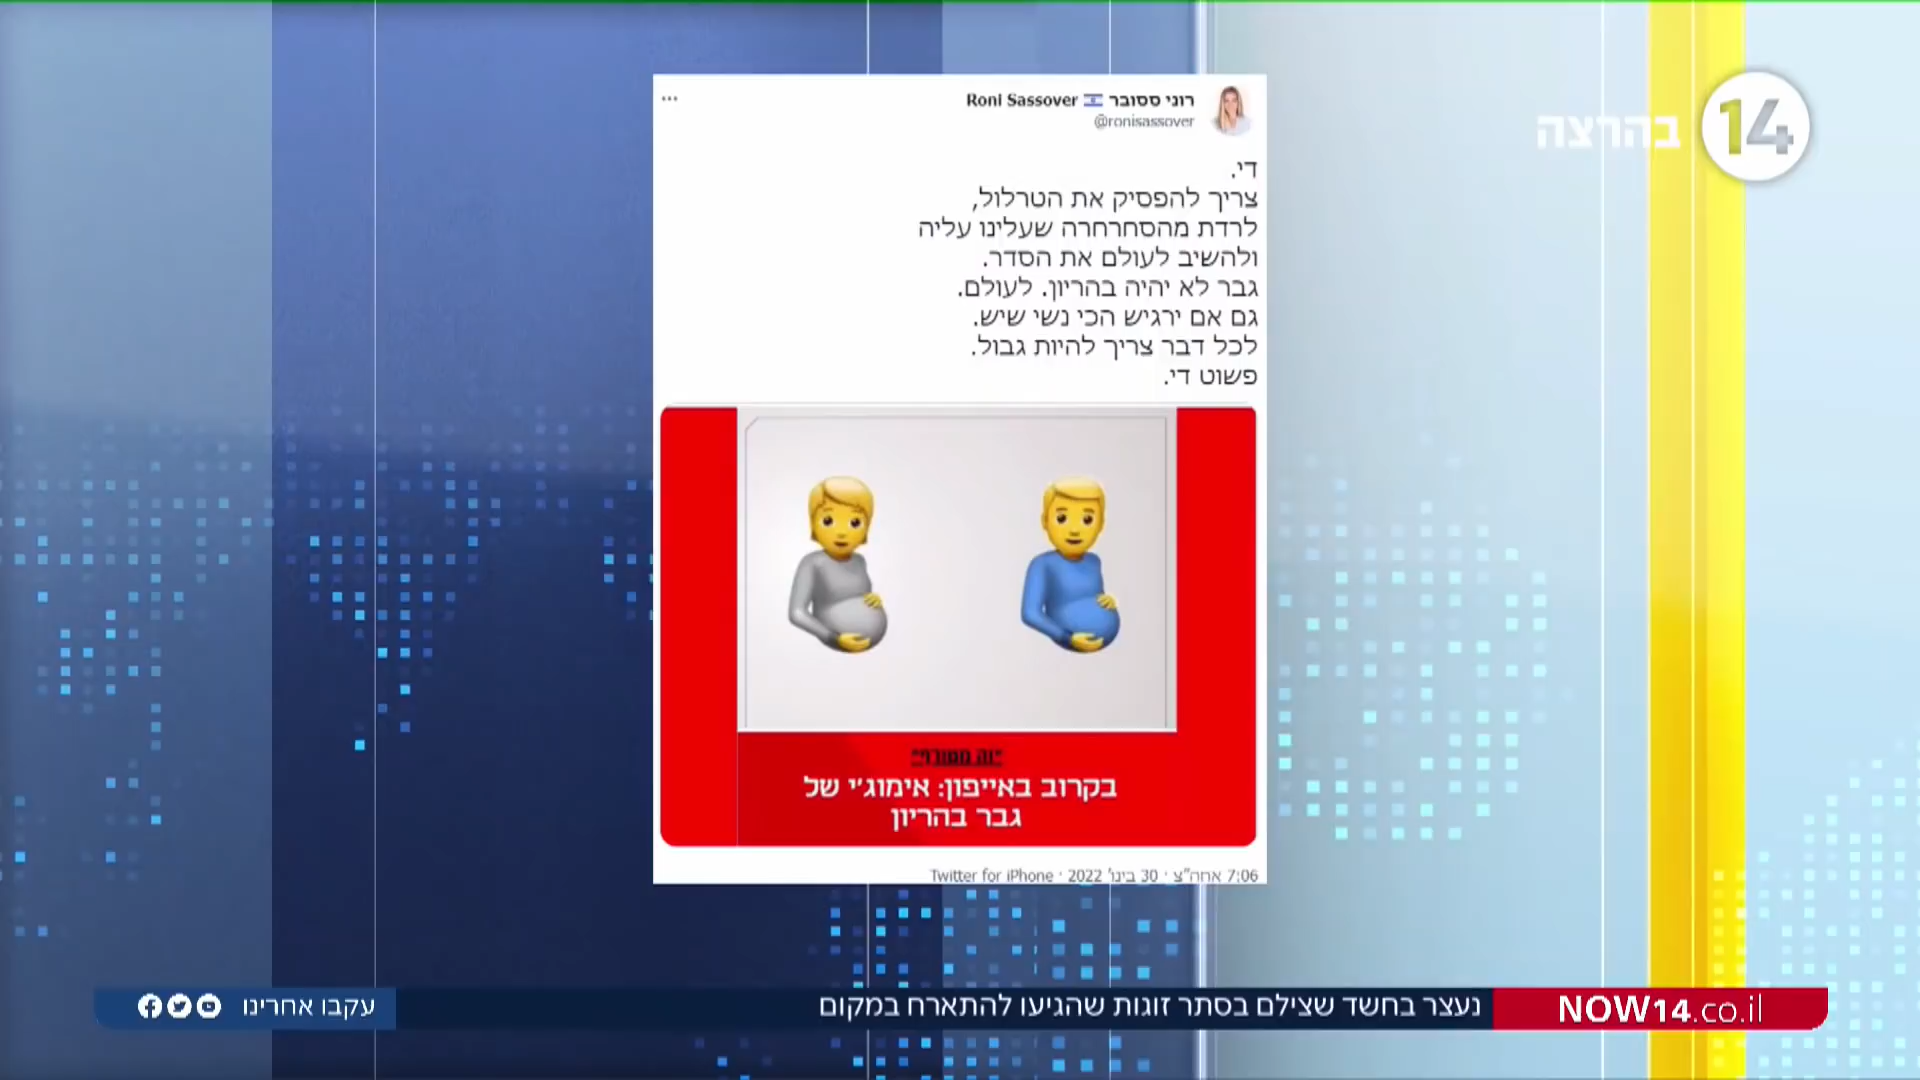 רוני ססובר 🇮🇱 Roni Sassover
@ronisassover
די.
צריך להפסיק את הטרלול,
לרדת מהסחרחרה שעלינו עליה
ולהשיב לעולם את הסדר.
גבר לא יהיה בהריון. לעולם.
גם אם ירגיש הכי נשי שיש.
לכל דבר צריך להיות גבול.
פשוט די.
"זה מטורף"
בקרוב באייפון: אימוג'י של
גבר בהריון
7:06 אחה"צ · 30 בינו' 2022 · Twitter for iPhone
14 בהרצה
NOW14.co.il
נעצר בחשד שצילם בסתר זוגות שהגיעו להתארח במקום
עקבו אחרינו